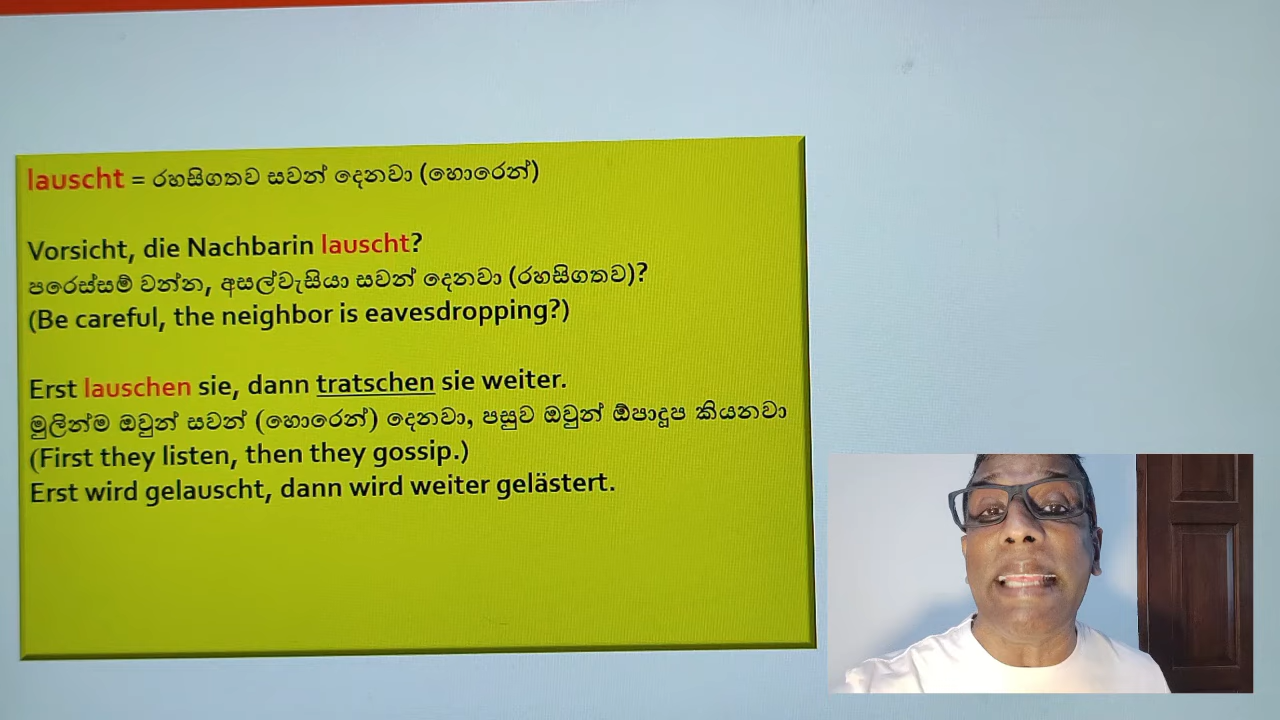 lauscht = රහසිගතව සවන් දෙනවා (හොරෙන්)
Vorsicht, die Nachbarin lauscht?
පරෙස්සම් වන්න, අසල්වැසියා සවන් දෙනවා (රහසිගතව)?
(Be careful, the neighbor is eavesdropping?)
Erst lauschen sie, dann tratschen sie weiter.
මුලින්ම ඔවුන් සවන් (හොරෙන්) දෙනවා, පසුව ඔවුන් ඕපාදූප කියනවා
(First they listen, then they gossip.)
Erst wird gelauscht, dann wird weiter gelästert.